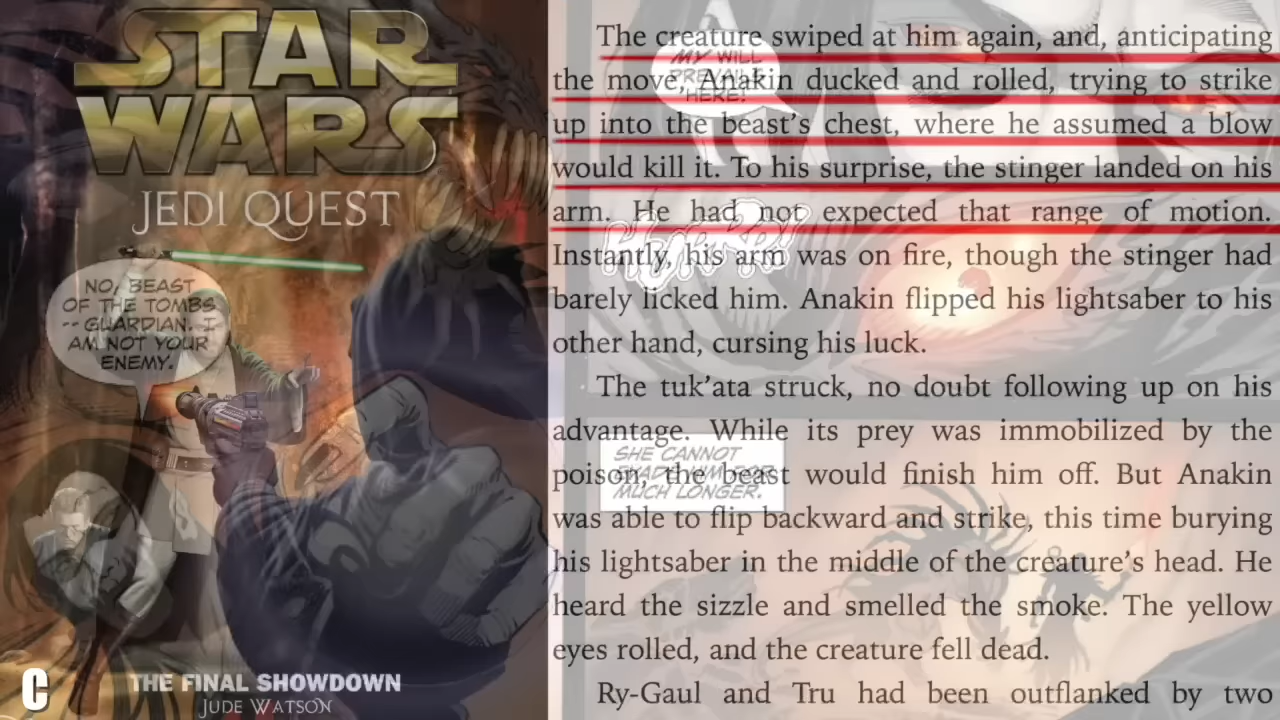 STAR
WARS
JEDI QUEST
NO, BEAST
OF THE TOMBS
-- GUARDIAN. I
AM NOT YOUR
ENEMY.
C
THE FINAL SHOWDOWN
JUDE WATSON
The creature swiped at him again, and, anticipating
the move, Anakin ducked and rolled, trying to strike
up into the beast's chest, where he assumed a blow
would kill it. To his surprise, the stinger landed on his
arm. He had not expected that range of motion.
Instantly, his arm was on fire, though the stinger had
barely licked him. Anakin flipped his lightsaber to his
other hand, cursing his luck.
The tuk'ata struck, no doubt following up on his
advantage. While its prey was immobilized by the
poison, the beast would finish him off. But Anakin
was able to flip backward and strike, this time burying
his lightsaber in the middle of the creature's head. He
heard the sizzle and smelled the smoke. The yellow
eyes rolled, and the creature fell dead.
Ry-Gaul and Tru had been outflanked by two
MY WILL
PREVAILS
HERE!
SHE CANNOT
EVADE HIM FOR
MUCH LONGER.